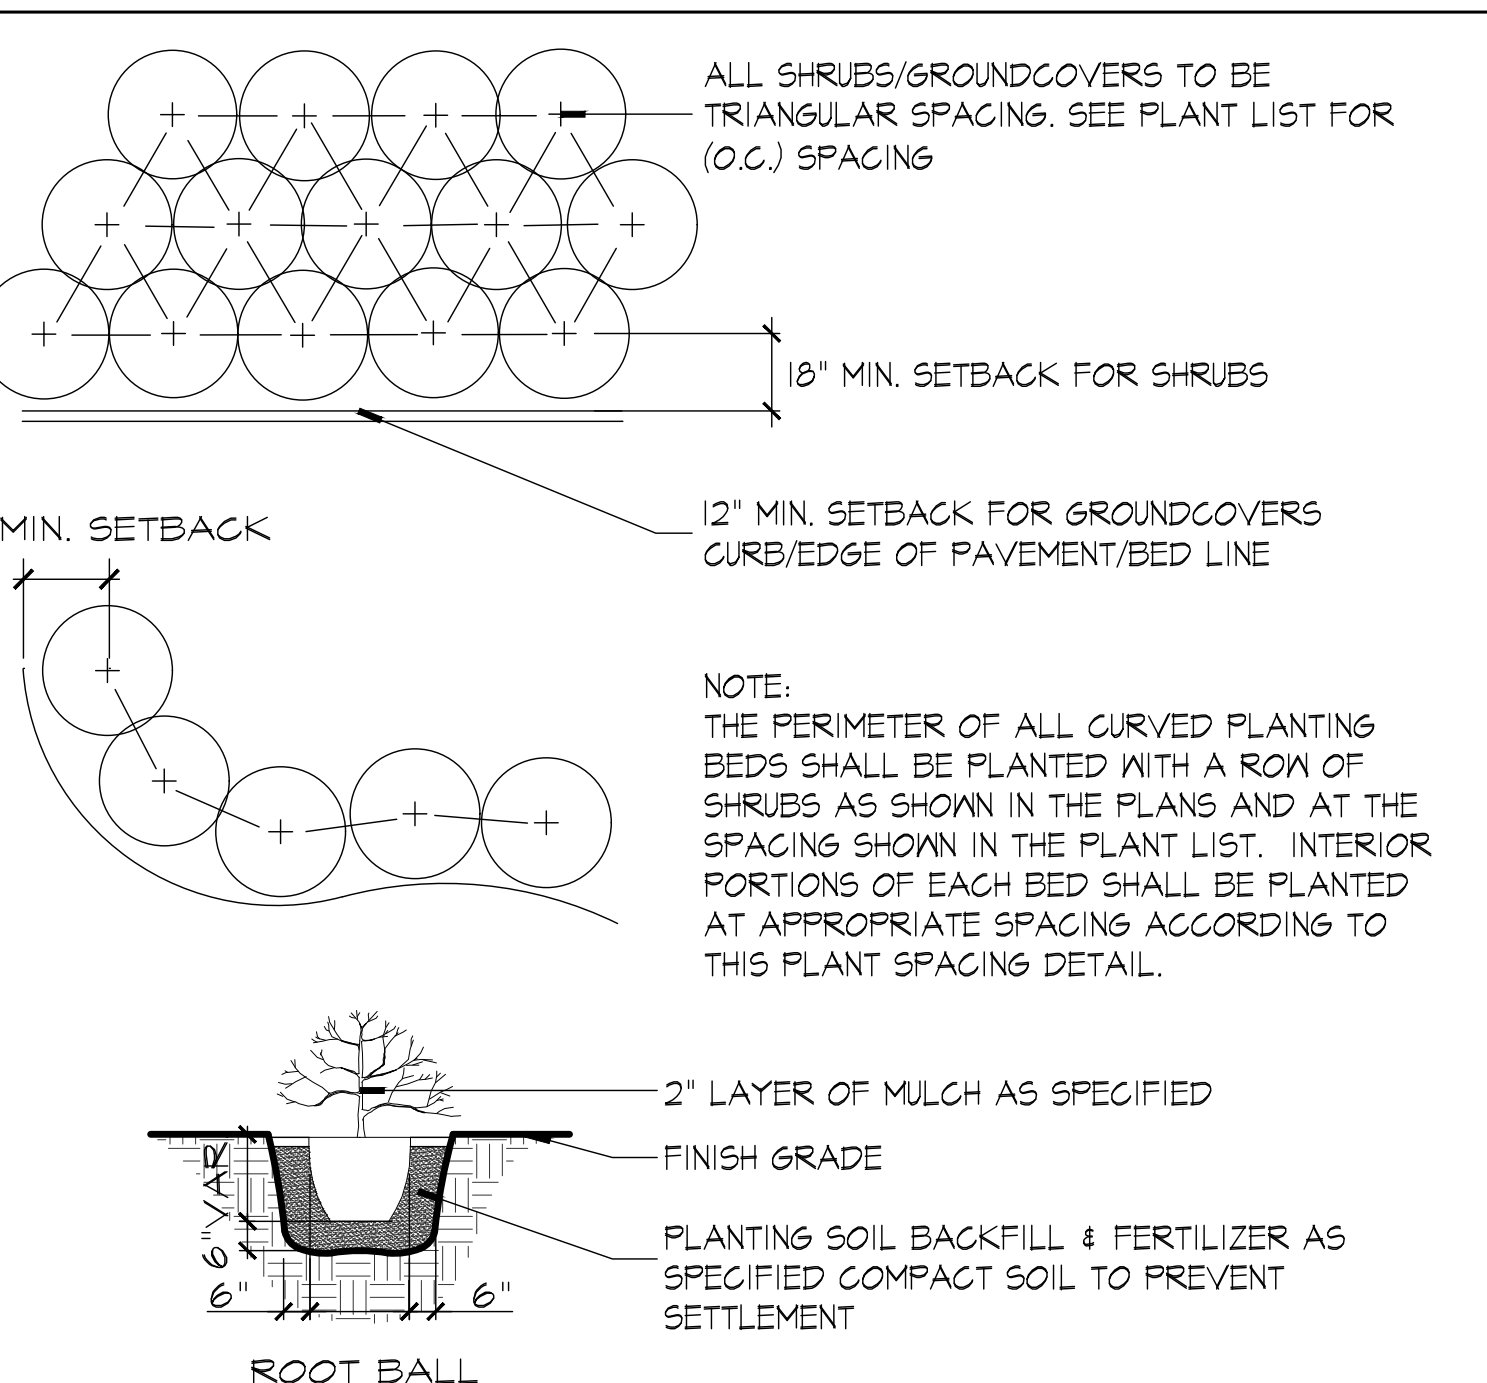 ALL SHRUBS/GROUNDCOVERS TO BE
TRIANGULAR SPACING. SEE PLANT LIST FOR
(O.C.) SPACING
18" MIN. SETBACK FOR SHRUBS
12" MIN. SETBACK FOR GROUNDCOVERS
CURB/EDGE OF PAVEMENT/BED LINE
MIN. SETBACK
NOTE:
THE PERIMETER OF ALL CURVED PLANTING
BEDS SHALL BE PLANTED WITH A ROW OF
SHRUBS AS SHOWN IN THE PLANS AND AT THE
SPACING SHOWN IN THE PLANT LIST.  INTERIOR
PORTIONS OF EACH BED SHALL BE PLANTED
AT APPROPRIATE SPACING ACCORDING TO
THIS PLANT SPACING DETAIL.
2" LAYER OF MULCH AS SPECIFIED
FINISH GRADE
VAR
6"
PLANTING SOIL BACKFILL & FERTILIZER AS
SPECIFIED COMPACT SOIL TO PREVENT
SETTLEMENT
6"
6"
ROOT BALL